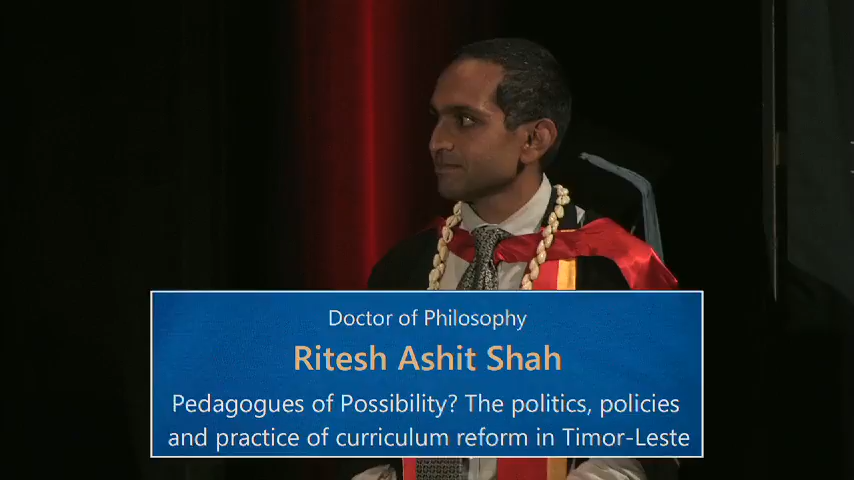 Doctor of Philosophy
Ritesh Ashit Shah
Pedagogues of Possibility? The politics, policies
and practice of curriculum reform in Timor-Leste